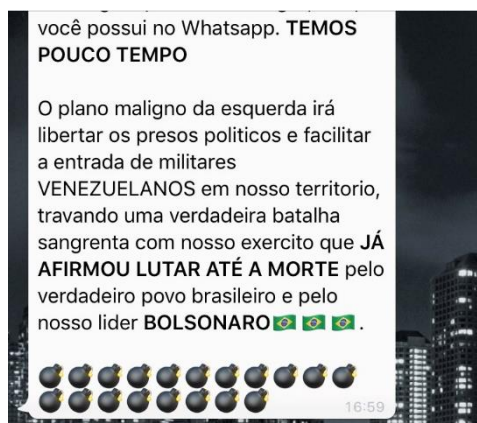 você possui no Whatsapp. TEMOS
POUCO TEMPO
O plano maligno da esquerda irá
libertar os presos politicos e facilitar
a entrada de militares
VENEZUELANOS em nosso territorio,
travando uma verdadeira batalha
sangrenta com nosso exercito que JÁ
AFIRMOU LUTAR ATÉ A MORTE pelo
verdadeiro povo brasileiro e pelo
nosso lider BOLSONARO🇧🇷 🇧🇷 🇧🇷 .
💣💣💣💣💣💣💣💣💣💣💣
💣💣💣💣💣💣💣💣
16:59